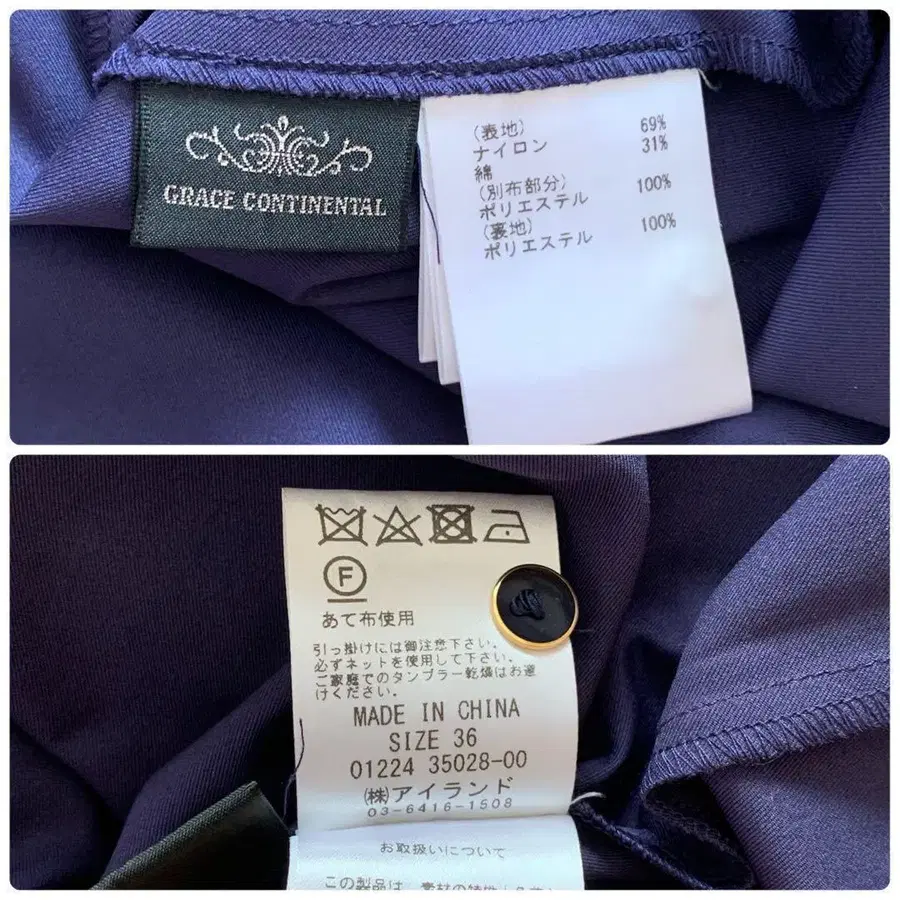 GRACE CONTINENTAL
(表地)
ナイロン 69%
綿 31%
(別布部分)
ポリエステル 100%
(裏地)
ポリエステル 100%
F
あて布使用
引っ掛けには御注意下さい。
必ずネットを使用して下さい。
ご家庭でのタンブラー乾燥はお避
けください。
MADE IN CHINA
SIZE 36
01224 35028-00
(株)アイランド
03-6416-1508
お取扱いについて
この製品は、素材の特性